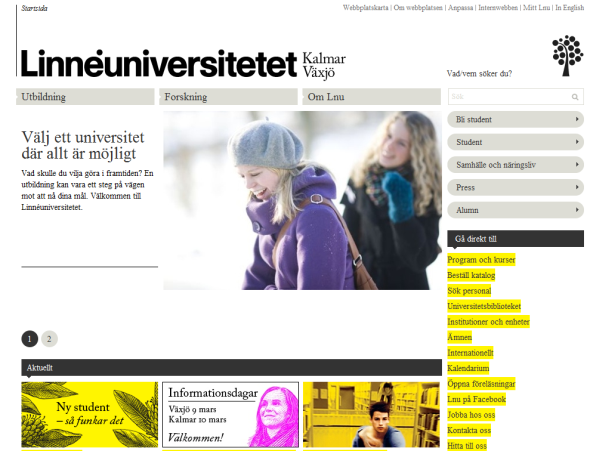 Startsida
Webbplatskarta | Om webbplatsen | Anpassa | Internwebben | Mitt Lnu | In English
Linnéuniversitetet
Kalmar
Växjö
Vad/vem söker du?
Utbildning
Forskning
Om Lnu
Sök
Välj ett universitet
där allt är möjligt
Vad skulle du vilja göra i framtiden? En
utbildning kan vara ett steg på vägen
mot att nå dina mål. Välkommen till
Linnéuniversitetet.
Bli student
Student
Samhälle och näringsliv
Press
Alumn
Gå direkt till
Program och kurser
Beställ katalog
Sök personal
Universitetsbiblioteket
Institutioner och enheter
Ämnen
Internationellt
Kalendarium
Öppna föreläsningar
Lnu på Facebook
Jobba hos oss
Kontakta oss
Hitta till oss
1
2
Aktuellt
Ny student
– så funkar det
Informationsdagar
Växjö 9 mars
Kalmar 10 mars
Välkommen!